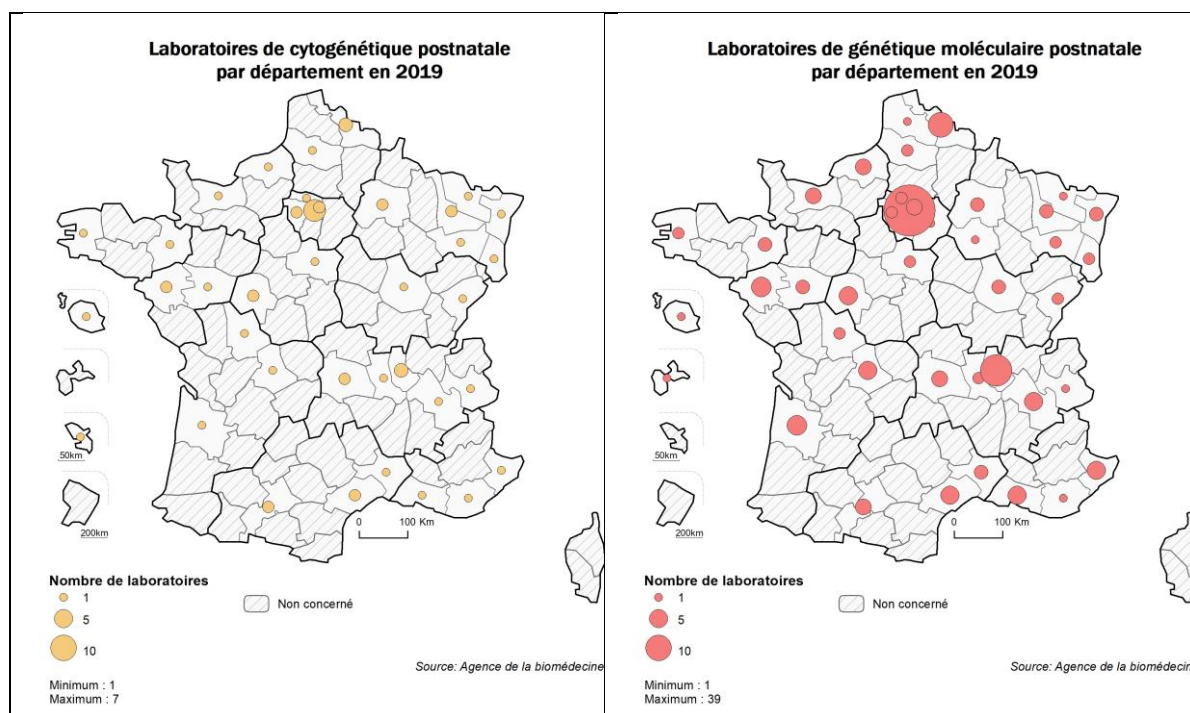 Laboratoires de cytogénétique postnatale
par département en 2019
50km
200km
0 100 Km
Nombre de laboratoires
1
5
10
Non concerné
Source: Agence de la biomédecine
Minimum : 1
Maximum : 7
Laboratoires de génétique moléculaire postnatale
par département en 2019
50km
200km
0 100 Km
Nombre de laboratoires
1
5
10
Non concerné
Source: Agence de la biomédecin
Minimum : 1
Maximum : 39